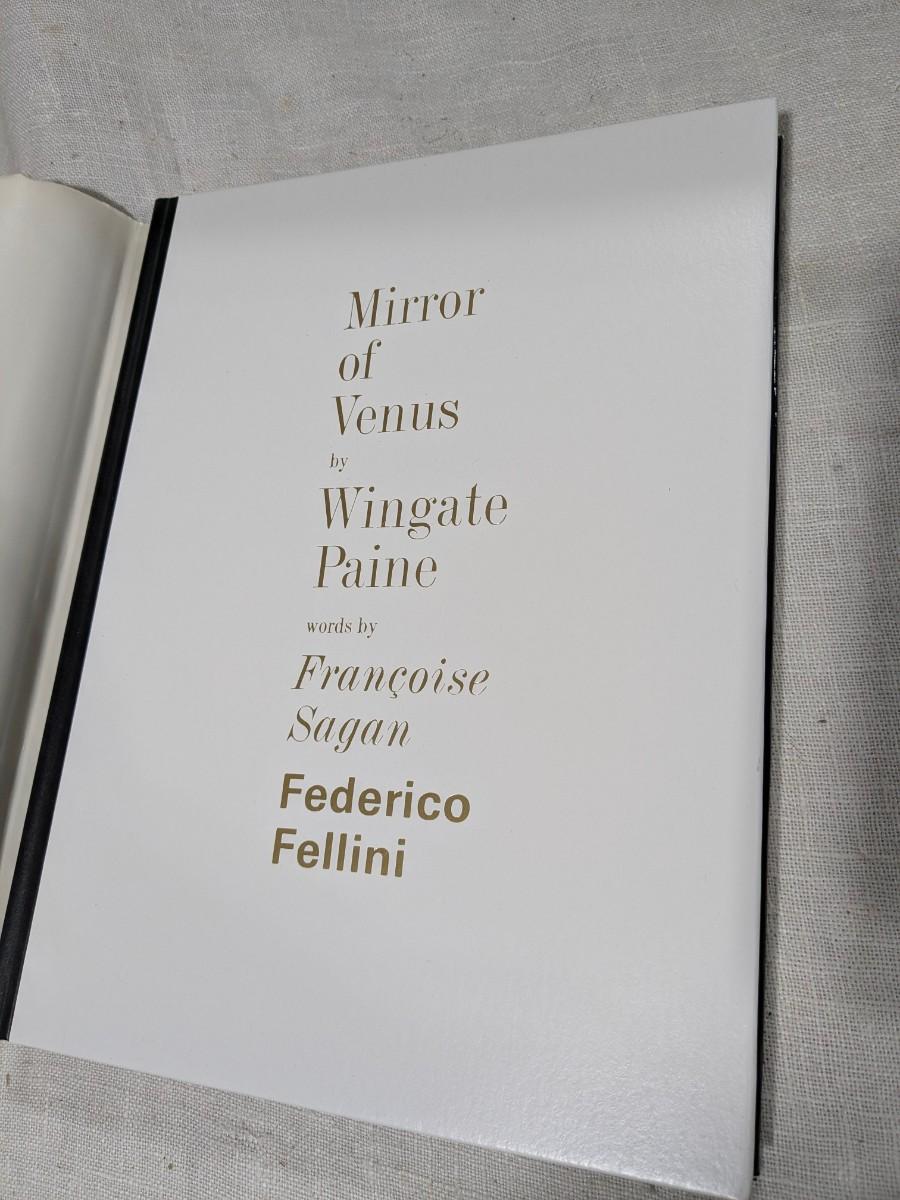 Mirror
of
Venus
by
Wingate
Paine
words by
Françoise
Sagan
Federico
Fellini